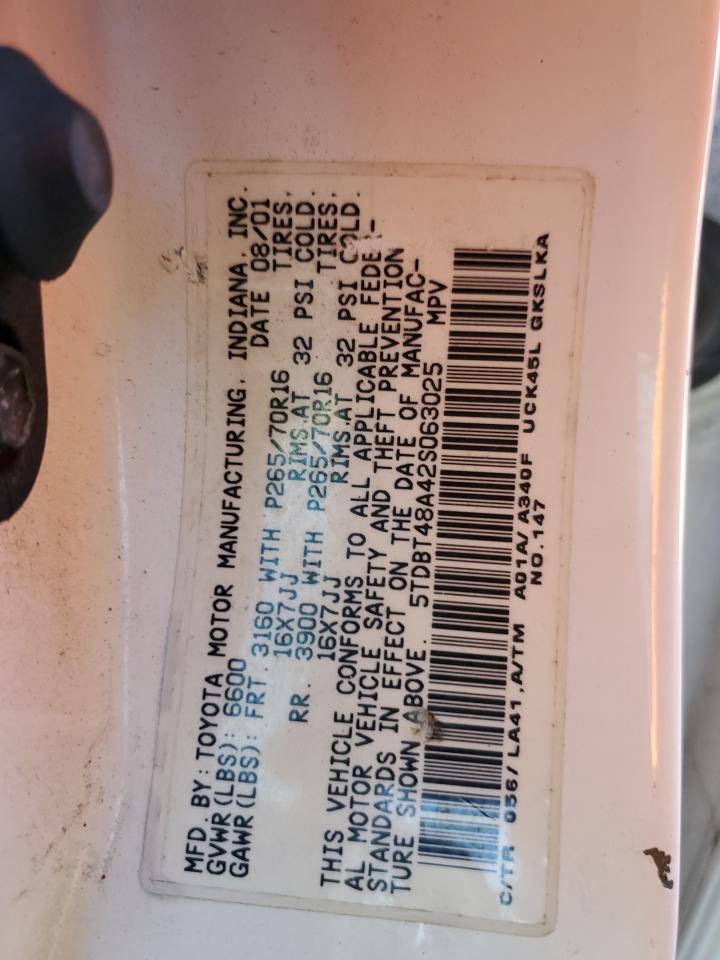 MFD. BY: TOYOTA MOTOR MANUFACTURING, INDIANA, INC.
GVWR(LBS): 6600 DATE 08/01
GAWR(LBS): FRT. 3160 WITH P265/70R16 TIRES,
16X7JJ RIMS,AT 32 PSI COLD.
RR. 3900 WITH P265/70R16 TIRES,
16X7JJ RIMS,AT 32 PSI COLD.
THIS VEHICLE CONFORMS TO ALL APPLICABLE FEDER-
AL MOTOR VEHICLE SAFETY AND THEFT PREVENTION
STANDARDS IN EFFECT ON THE DATE OF MANUFAC-
TURE SHOWN ABOVE. 5TDBT48A42S063025 MPV
C/TR 056/LA41,A/TM A01A/A340F UCK45L GKSLKA
NO.147